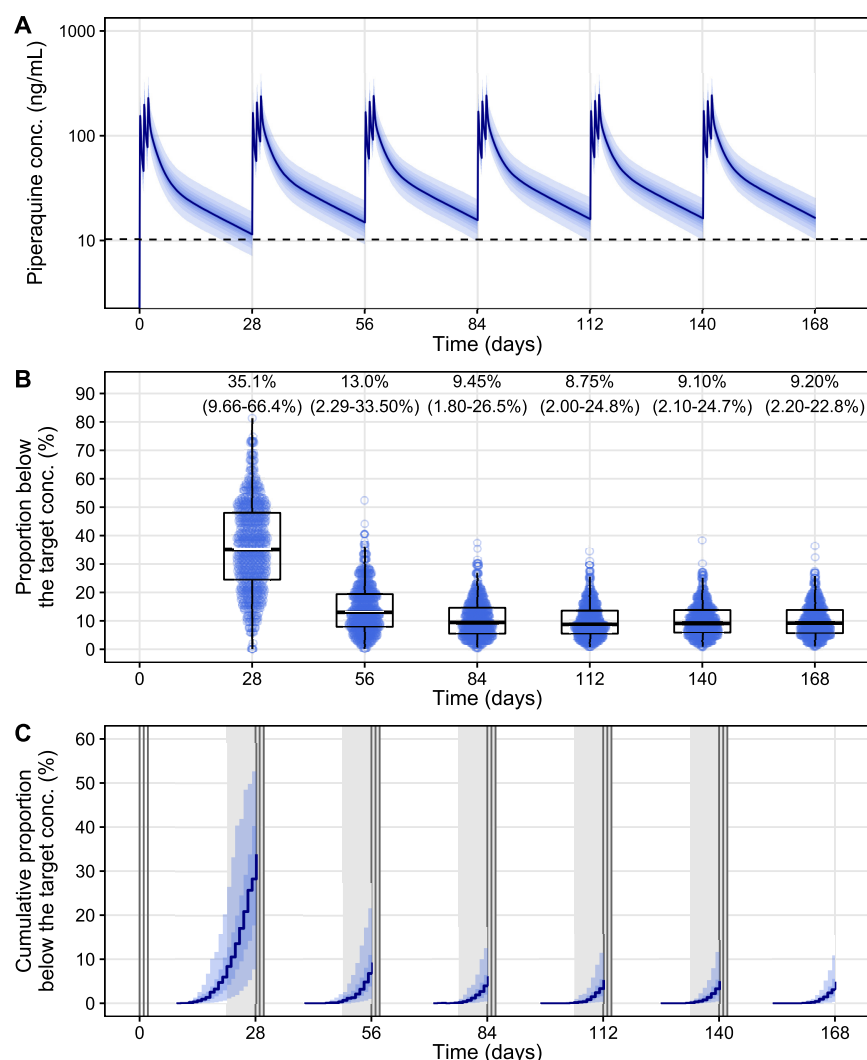 A
Piperaquine conc. (ng/mL)
1000
100
10
0 28 56 84 112 140 168
Time (days)
B
Proportion below
the target conc. (%)
35.1% 13.0% 9.45% 8.75% 9.10% 9.20%
(9.66-66.4%) (2.29-33.50%) (1.80-26.5%) (2.00-24.8%) (2.10-24.7%) (2.20-22.8%)
90
80
70
60
50
40
30
20
10
0
0 28 56 84 112 140 168
Time (days)
C
Cumulative proportion
below the target conc. (%)
60
50
40
30
20
10
0
0 28 56 84 112 140 168
Time (days)